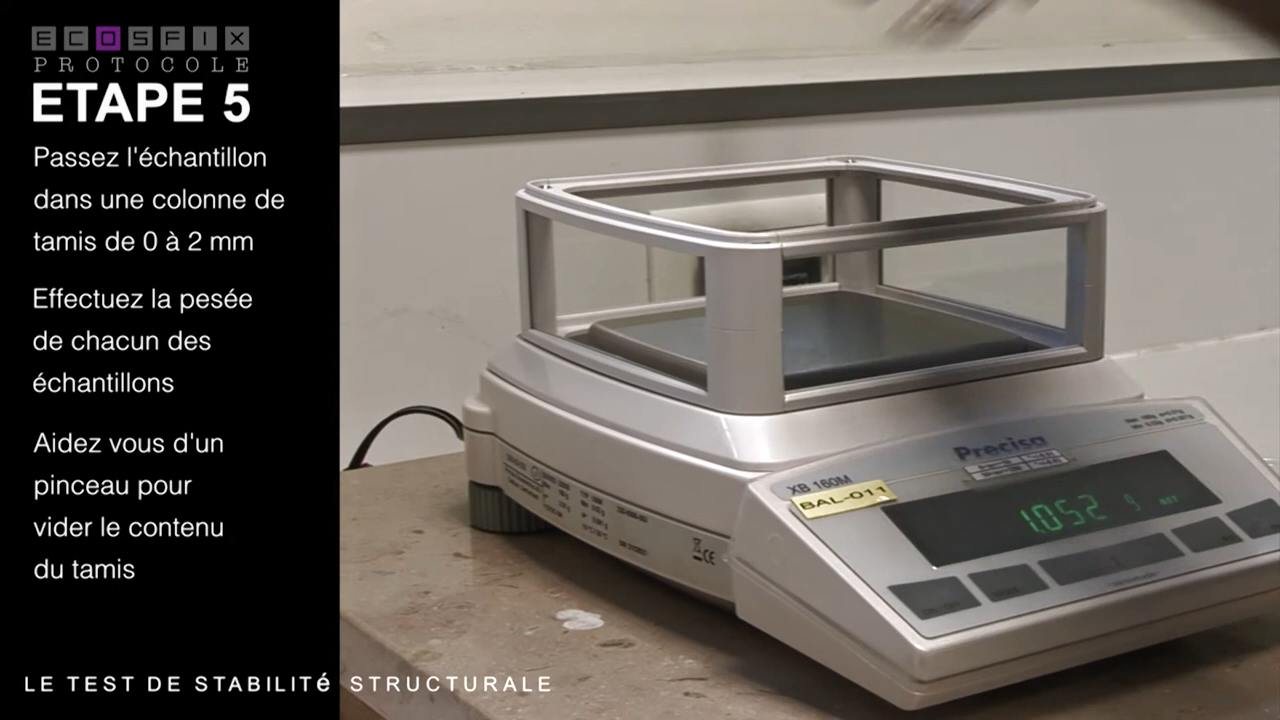 ECOSFIX
PROTOCOLE
ETAPE 5
Passez l'échantillon
dans une colonne de
tamis de 0 à 2 mm
Effectuez la pesée
de chacun des
échantillons
Aidez vous d'un
pinceau pour
vider le contenu
du tamis
LE TEST DE STABILITé STRUCTURALE
Precisa
XB 160M
BAL-011
1.052 g